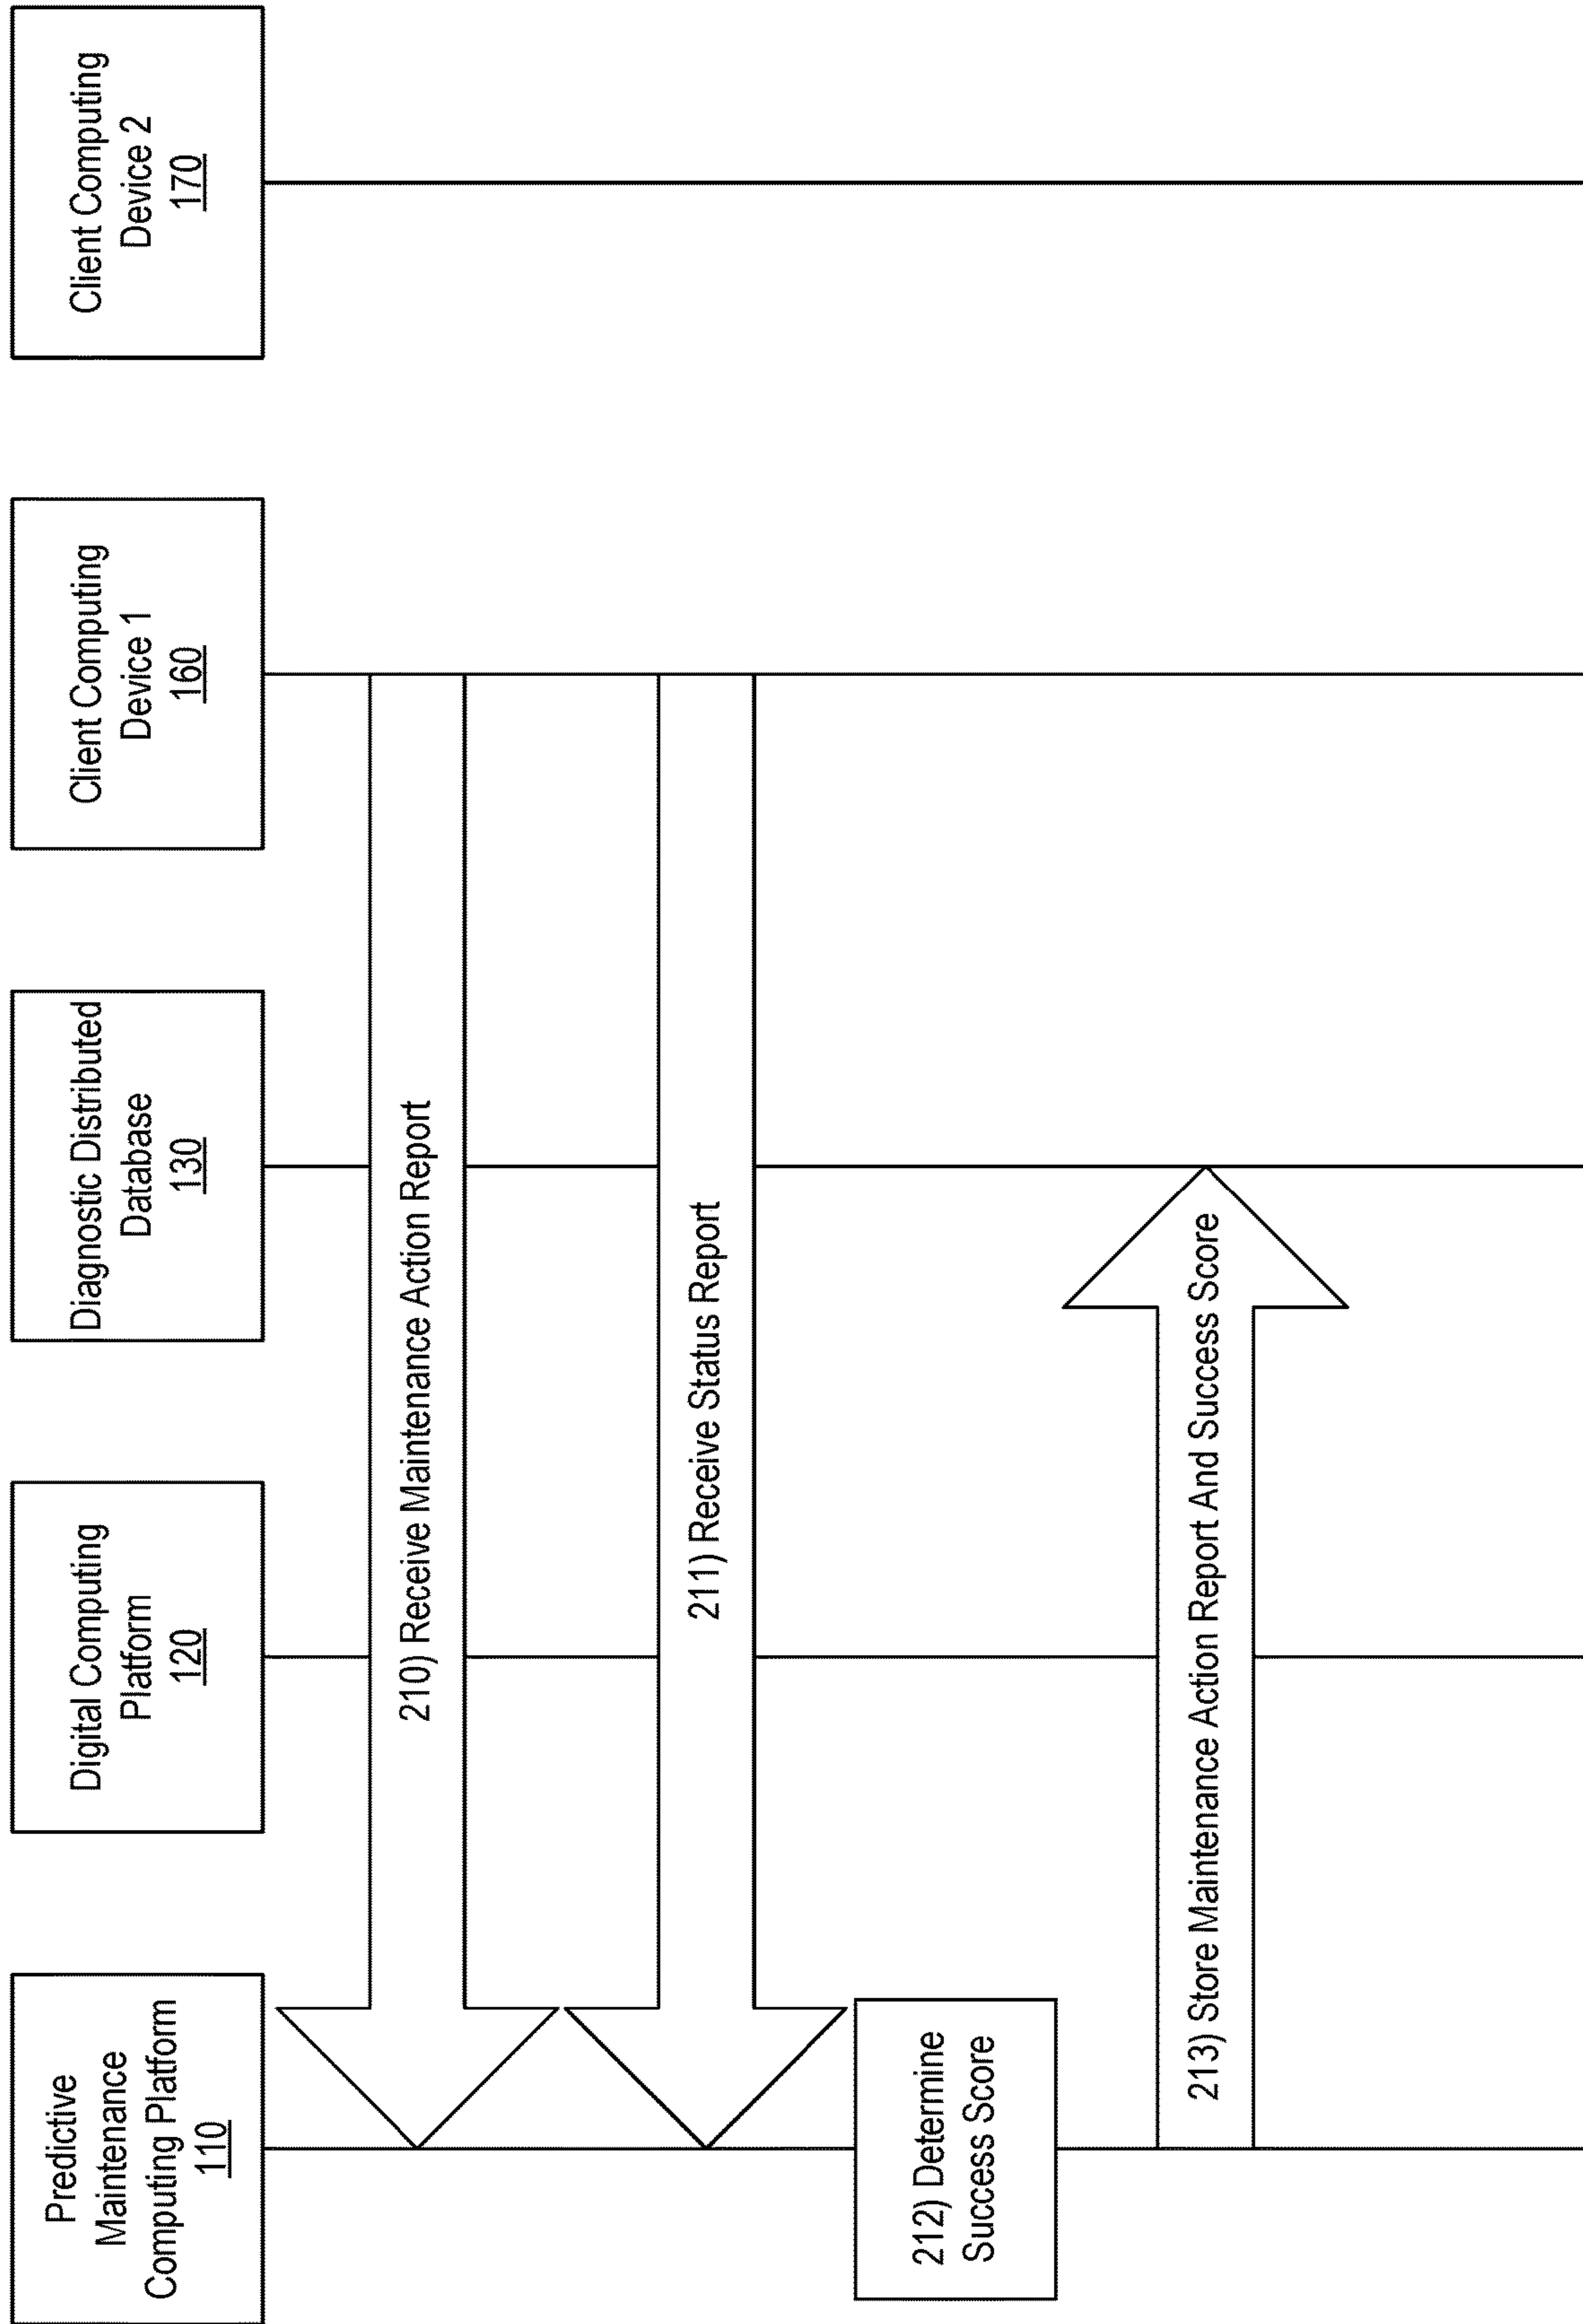 Predictive
Maintenance
Computing Platform
110
Digital Computing
Platform
120
Diagnostic Distributed
Database
130
Client Computing
Device 1
160
Client Computing
Device 2
170
210) Receive Maintenance Action Report
211) Receive Status Report
212) Determine
Success Score
213) Store Maintenance Action Report And Success Score